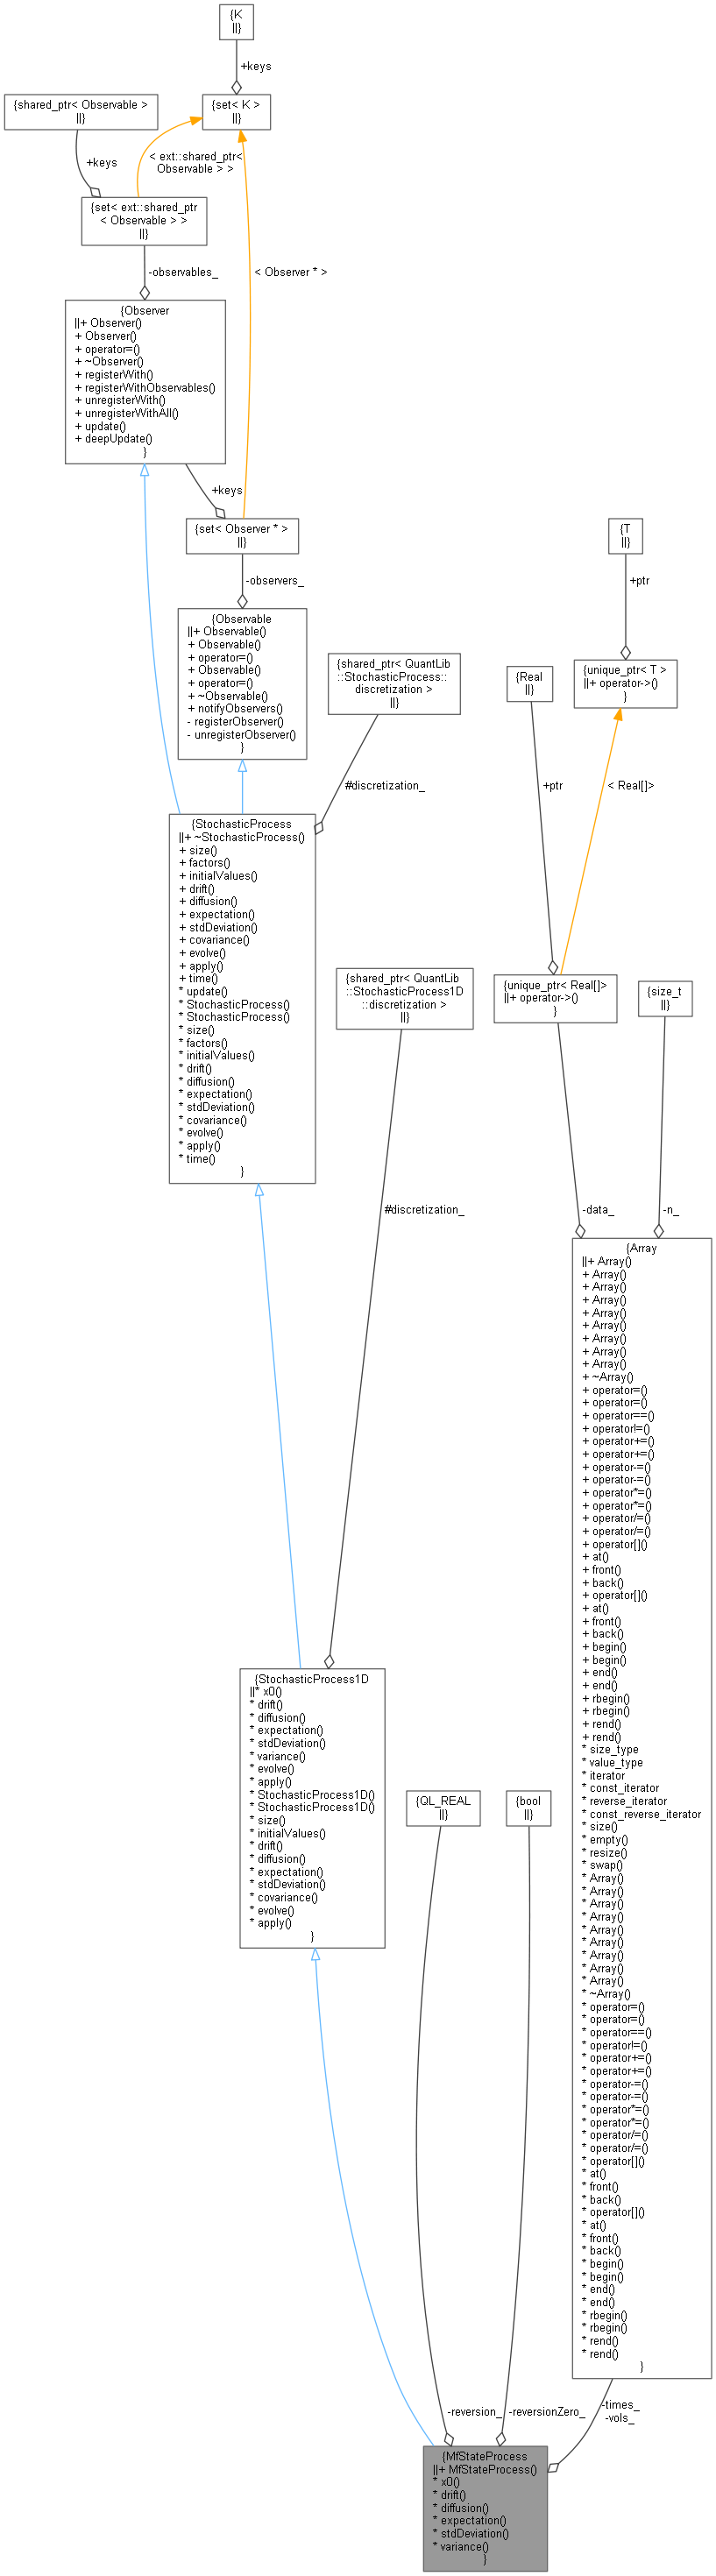 {K
||}
+keys
{shared_ptr< Observable >
||}
{set< K >
||}
+keys
< ext::shared_ptr<
Observable > >
{set< ext::shared_ptr
< Observable > >
||}
-observables_
< Observer * >
{Observer
||+ Observer()
+ Observer()
+ operator=()
+ ~Observer()
+ registerWith()
+ registerWithObservables()
+ unregisterWith()
+ unregisterWithAll()
+ update()
+ deepUpdate()
}
+keys
{set< Observer * >
||}
-observers_
{T
||}
+ptr
{Observable
||+ Observable()
+ Observable()
+ operator=()
+ Observable()
+ operator=()
+ ~Observable()
+ notifyObservers()
- registerObserver()
- unregisterObserver()
}
{shared_ptr< QuantLib
::StochasticProcess::
discretization >
||}
{Real
||}
{unique_ptr< T >
||+ operator->()
}
#discretization_
+ptr
< Real[]>
{StochasticProcess
||+ ~StochasticProcess()
+ size()
+ factors()
+ initialValues()
+ drift()
+ diffusion()
+ expectation()
+ stdDeviation()
+ covariance()
+ evolve()
+ apply()
+ time()
* update()
* StochasticProcess()
* StochasticProcess()
* size()
* factors()
* initialValues()
* drift()
* diffusion()
* expectation()
* stdDeviation()
* covariance()
* evolve()
* apply()
* time()
}
{shared_ptr< QuantLib
::StochasticProcess1D
::discretization >
||}
{unique_ptr< Real[]>
||+ operator->()
}
{size_t
||}
#discretization_
-data_
-n_
{Array
||+ Array()
+ Array()
+ Array()
+ Array()
+ Array()
+ Array()
+ Array()
+ Array()
+ Array()
+ ~Array()
+ operator=()
+ operator=()
+ operator==()
+ operator!=()
+ operator+=()
+ operator+=()
+ operator-=()
+ operator-=()
+ operator*=()
+ operator*=()
+ operator/=()
+ operator/=()
+ operator[]()
+ at()
+ front()
+ back()
+ operator[]()
+ at()
+ front()
+ back()
+ begin()
+ begin()
+ end()
+ end()
+ rbegin()
+ rbegin()
+ rend()
+ rend()
* size_type
* value_type
* iterator
* const_iterator
* reverse_iterator
* const_reverse_iterator
* size()
* empty()
* resize()
* swap()
* Array()
* Array()
* Array()
* Array()
* Array()
* Array()
* Array()
* Array()
* Array()
* ~Array()
* operator=()
* operator=()
* operator==()
* operator!=()
* operator+=()
* operator+=()
* operator-=()
* operator-=()
* operator*=()
* operator*=()
* operator/=()
* operator/=()
* operator[]()
* at()
* front()
* back()
* operator[]()
* at()
* front()
* back()
* begin()
* begin()
* end()
* end()
* rbegin()
* rbegin()
* rend()
* rend()
}
{StochasticProcess1D
||* x0()
* drift()
* diffusion()
* expectation()
* stdDeviation()
* variance()
* evolve()
* apply()
* StochasticProcess1D()
* StochasticProcess1D()
* size()
* initialValues()
* drift()
* diffusion()
* expectation()
* stdDeviation()
* covariance()
* evolve()
* apply()
}
{QL_REAL
||}
{bool
||}
-reversion_
-reversionZero_
-times_
-vols_
{MfStateProcess
||+ MfStateProcess()
* x0()
* drift()
* diffusion()
* expectation()
* stdDeviation()
* variance()
}